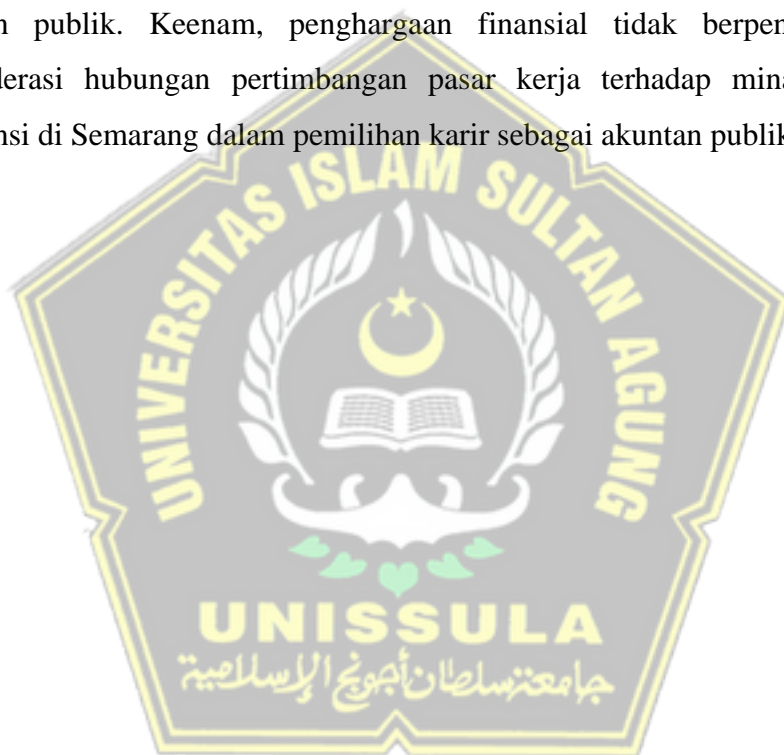 n publik. Keenam, penghargaan finansial tidak berpen
derasi hubungan pertimbangan pasar kerja terhadap mina
nsi di Semarang dalam pemilihan karir sebagai akuntan publik
UNIVERSITAS ISLAM SULTAN AGUNG
UNISSULA
جامعة سلطان أجونج الإسلامية